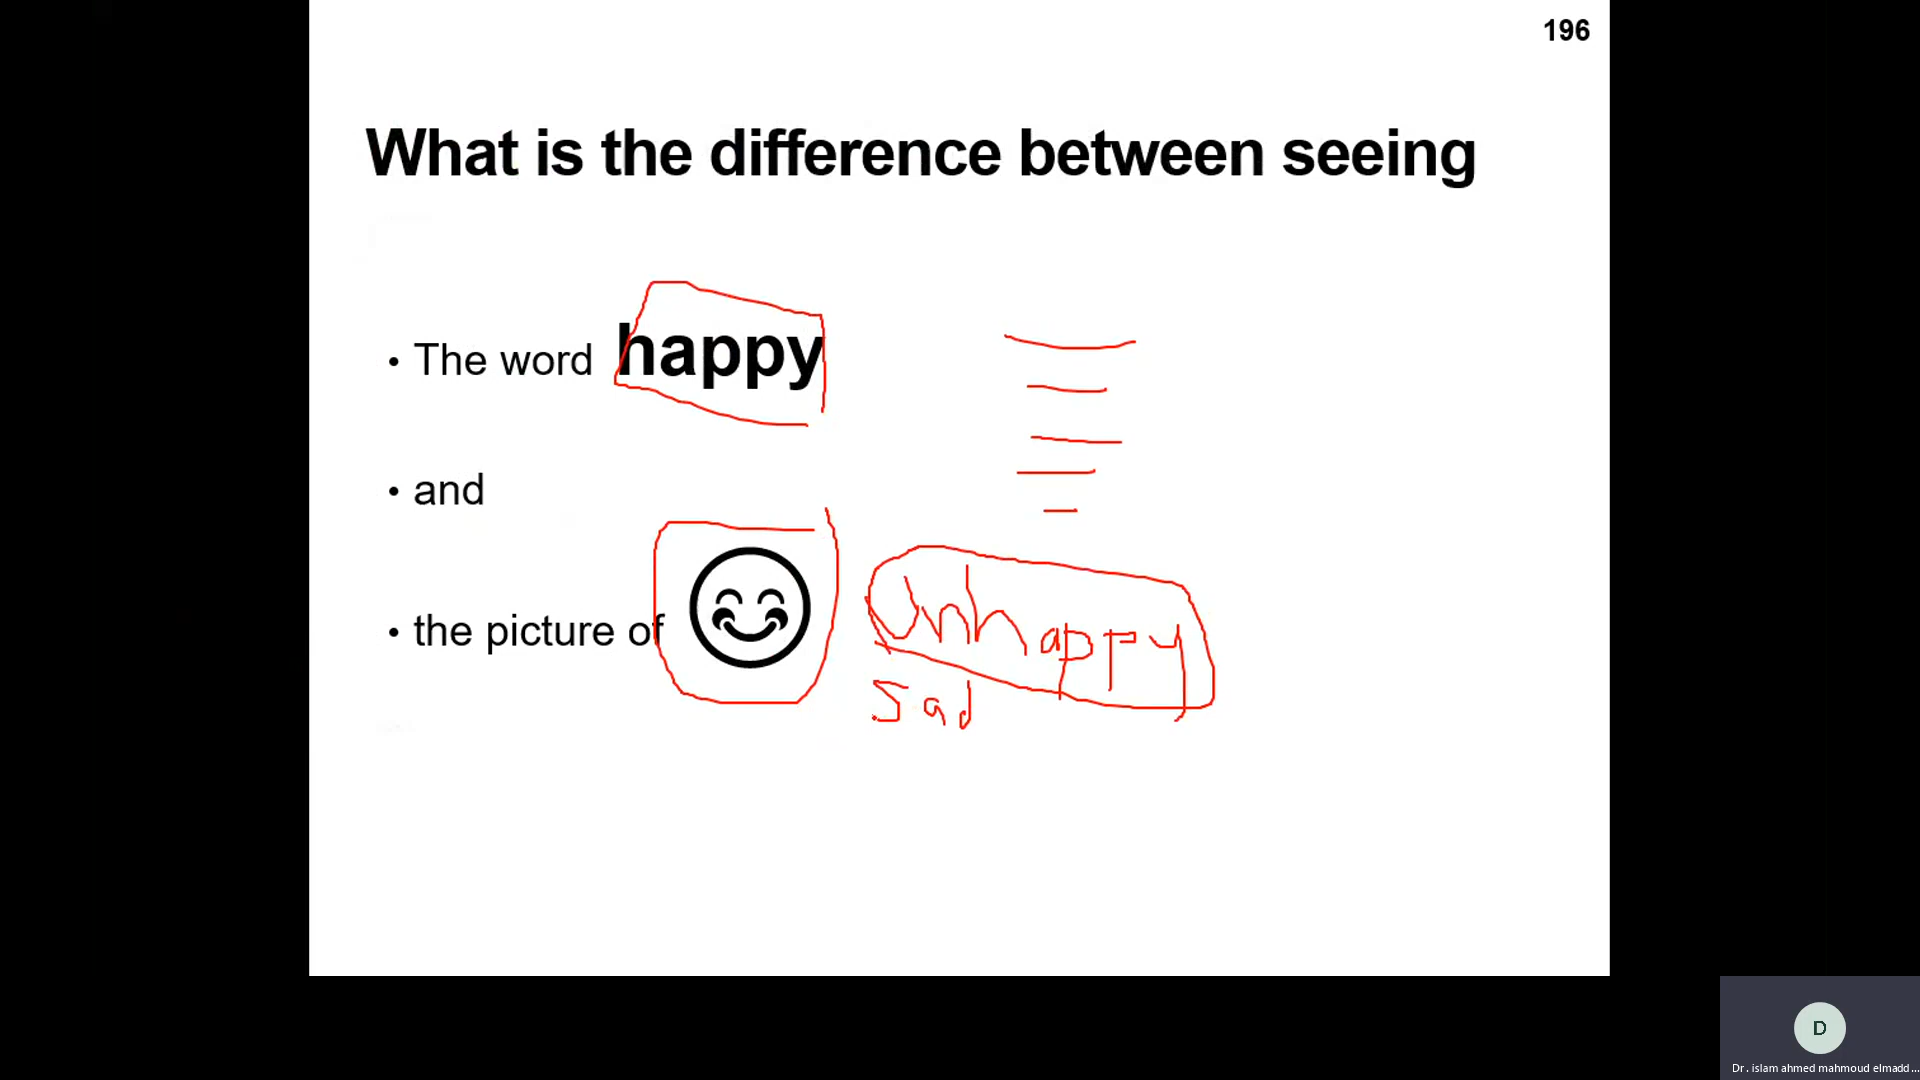 196
What is the difference between seeing
• The word happy
• and
• the picture of
Unhappy
Sad
D
Dr. islam ahmed mahmoud elmadd...